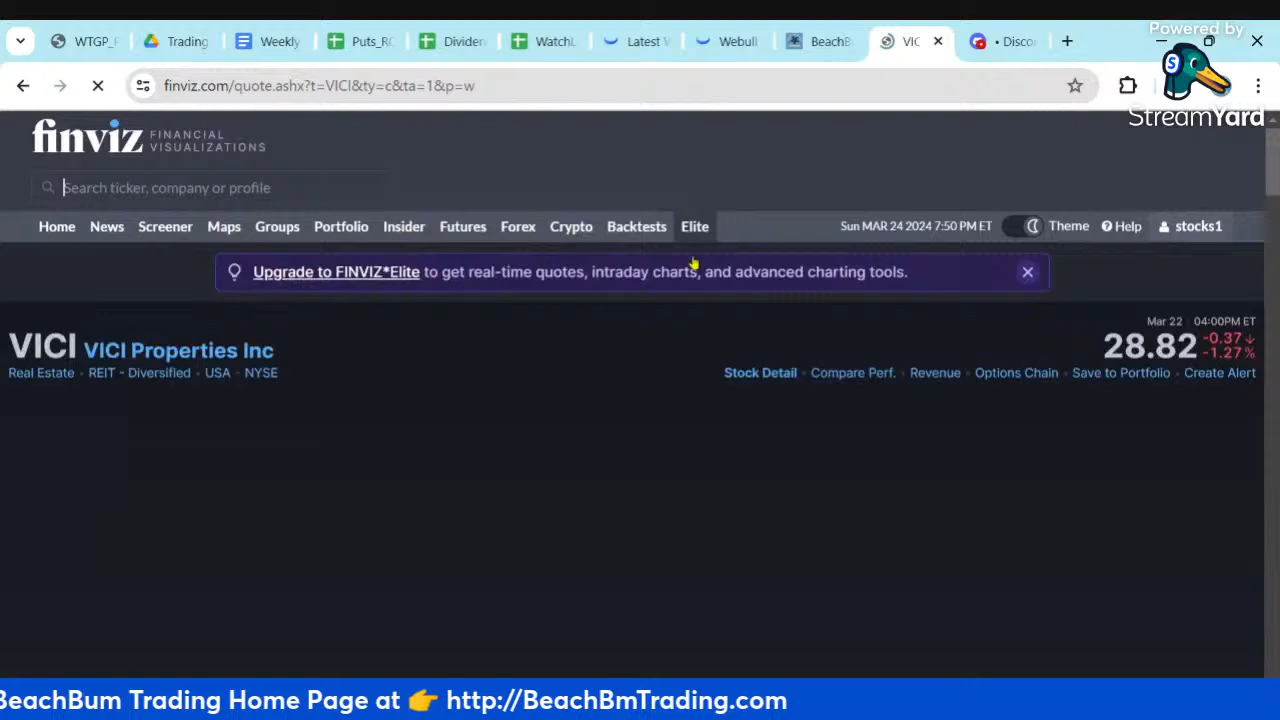 Powered by
StreamYard
WTGP_F
Trading
Weekly
Puts_RO
Dividen
WatchL
Latest V
Webull
BeachB
VIC
• Disco
finviz.com/quote.ashx?t=VICI&ty=c&ta=1&p=w
finviz FINANCIAL VISUALIZATIONS
Search ticker, company or profile
Home News Screener Maps Groups Portfolio Insider Futures Forex Crypto Backtests Elite
Sun MAR 24 2024 7:50 PM ET Theme Help stocks1
Upgrade to FINVIZ*Elite to get real-time quotes, intraday charts, and advanced charting tools.
Mar 22 04:00PM ET
VICI VICI Properties Inc
28.82 -0.37
-1.27%
Real Estate • REIT - Diversified • USA • NYSE
Stock Detail • Compare Perf. • Revenue • Options Chain • Save to Portfolio • Create Alert
BeachBum Trading Home Page at 👉 http://BeachBmTrading.com